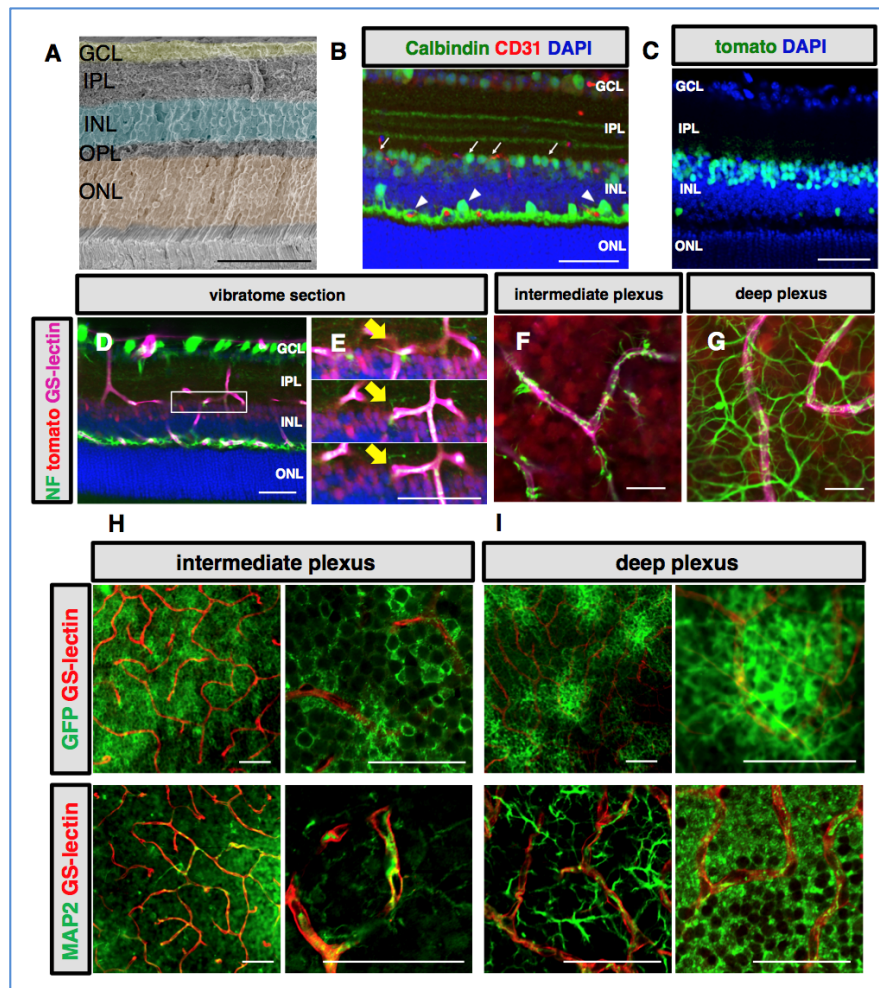 A
GCL
IPL
INL
OPL
ONL
B
Calbindin CD31 DAPI
GCL
IPL
INL
ONL
C
tomato DAPI
GCL
IPL
INL
ONL
vibratome section
intermediate plexus
deep plexus
NF tomato GS-lectin
D
GCL
IPL
INL
ONL
E
F
G
H
I
intermediate plexus
deep plexus
GFP GS-lectin
MAP2 GS-lectin